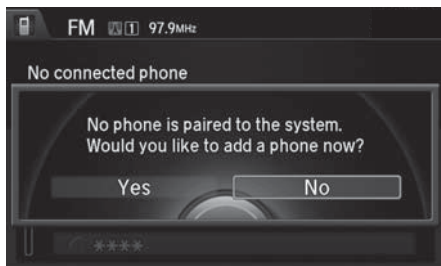 FM 1 97.9MHz
No connected phone
No phone is paired to the system.
Would you like to add a phone now?
Yes No
****